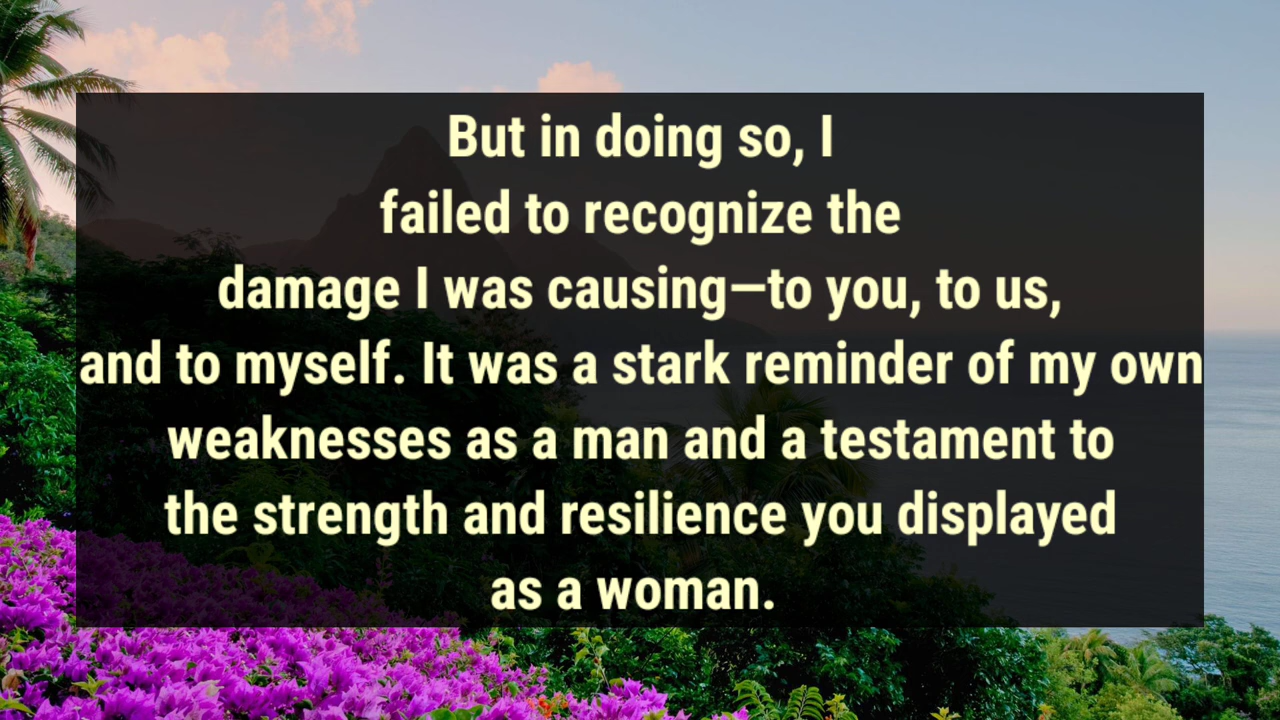 But in doing so, I
failed to recognize the
damage I was causing—to you, to us,
and to myself. It was a stark reminder of my own
weaknesses as a man and a testament to
the strength and resilience you displayed
as a woman.